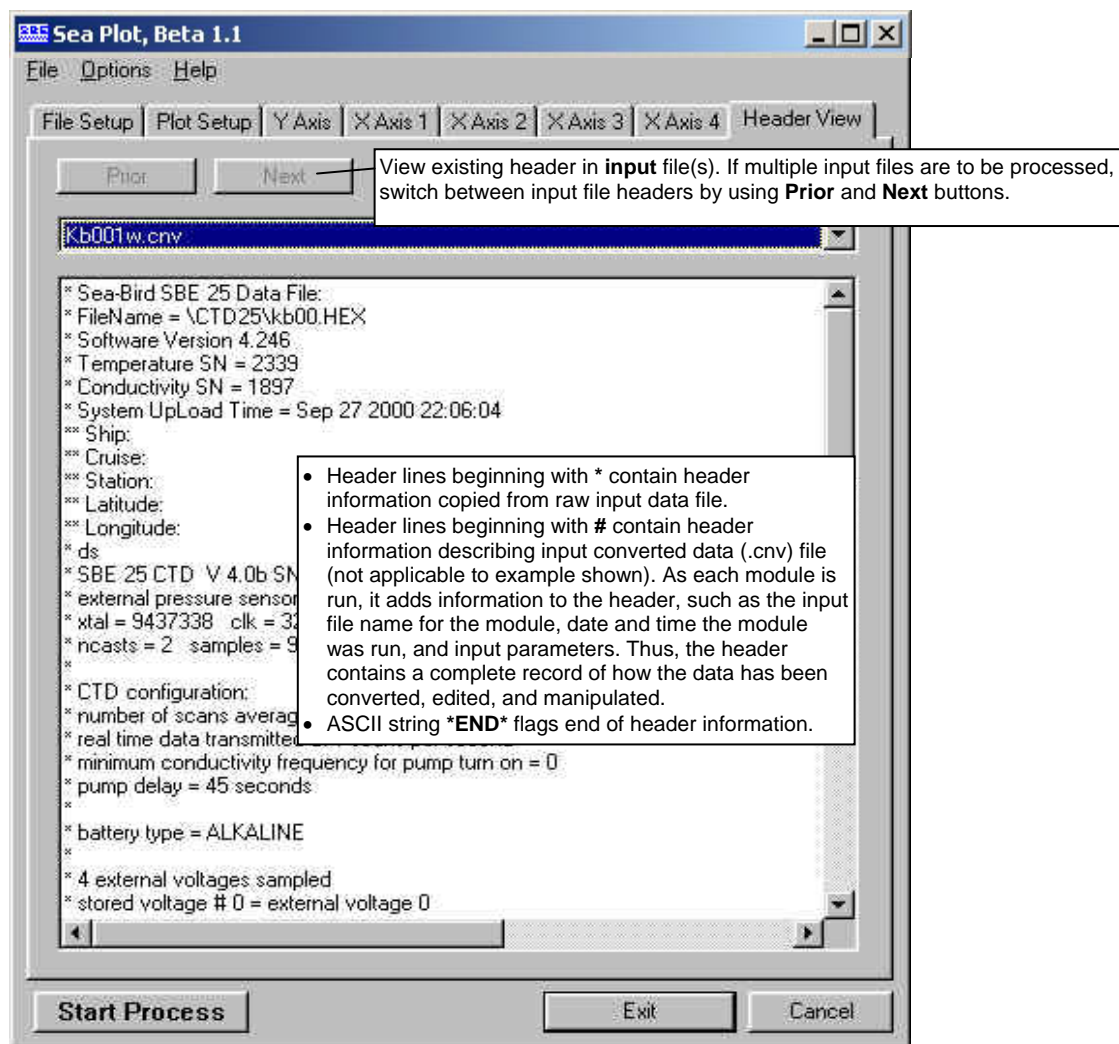 Sea Plot, Beta 1.1
File Options Help
File Setup Plot Setup Y Axis X Axis 1 X Axis 2 X Axis 3 X Axis 4 Header View
Prior Next
View existing header in input file(s). If multiple input files are to be processed,
switch between input file headers by using Prior and Next buttons.
Kb001w.cnv
* Sea-Bird SBE 25 Data File:
* FileName = \CTD25\kb00.HEX
* Software Version 4.246
* Temperature SN = 2339
* Conductivity SN = 1897
* System UpLoad Time = Sep 27 2000 22:06:04
** Ship:
** Cruise:
** Station:
** Latitude:
** Longitude:
* ds
* SBE 25 CTD V 4.0b SN
* external pressure sensor
* xtal = 9437338 clk = 32
* ncasts = 2 samples = 9
*
* CTD configuration:
* number of scans averag
* real time data transmitted
* minimum conductivity frequency for pump turn on = 0
* pump delay = 45 seconds
*
* battery type = ALKALINE
*
* 4 external voltages sampled
* stored voltage # 0 = external voltage 0
• Header lines beginning with * contain header
information copied from raw input data file.
• Header lines beginning with # contain header
information describing input converted data (.cnv) file
(not applicable to example shown). As each module is
run, it adds information to the header, such as the input
file name for the module, date and time the module
was run, and input parameters. Thus, the header
contains a complete record of how the data has been
converted, edited, and manipulated.
• ASCII string *END* flags end of header information.
Start Process Exit Cancel